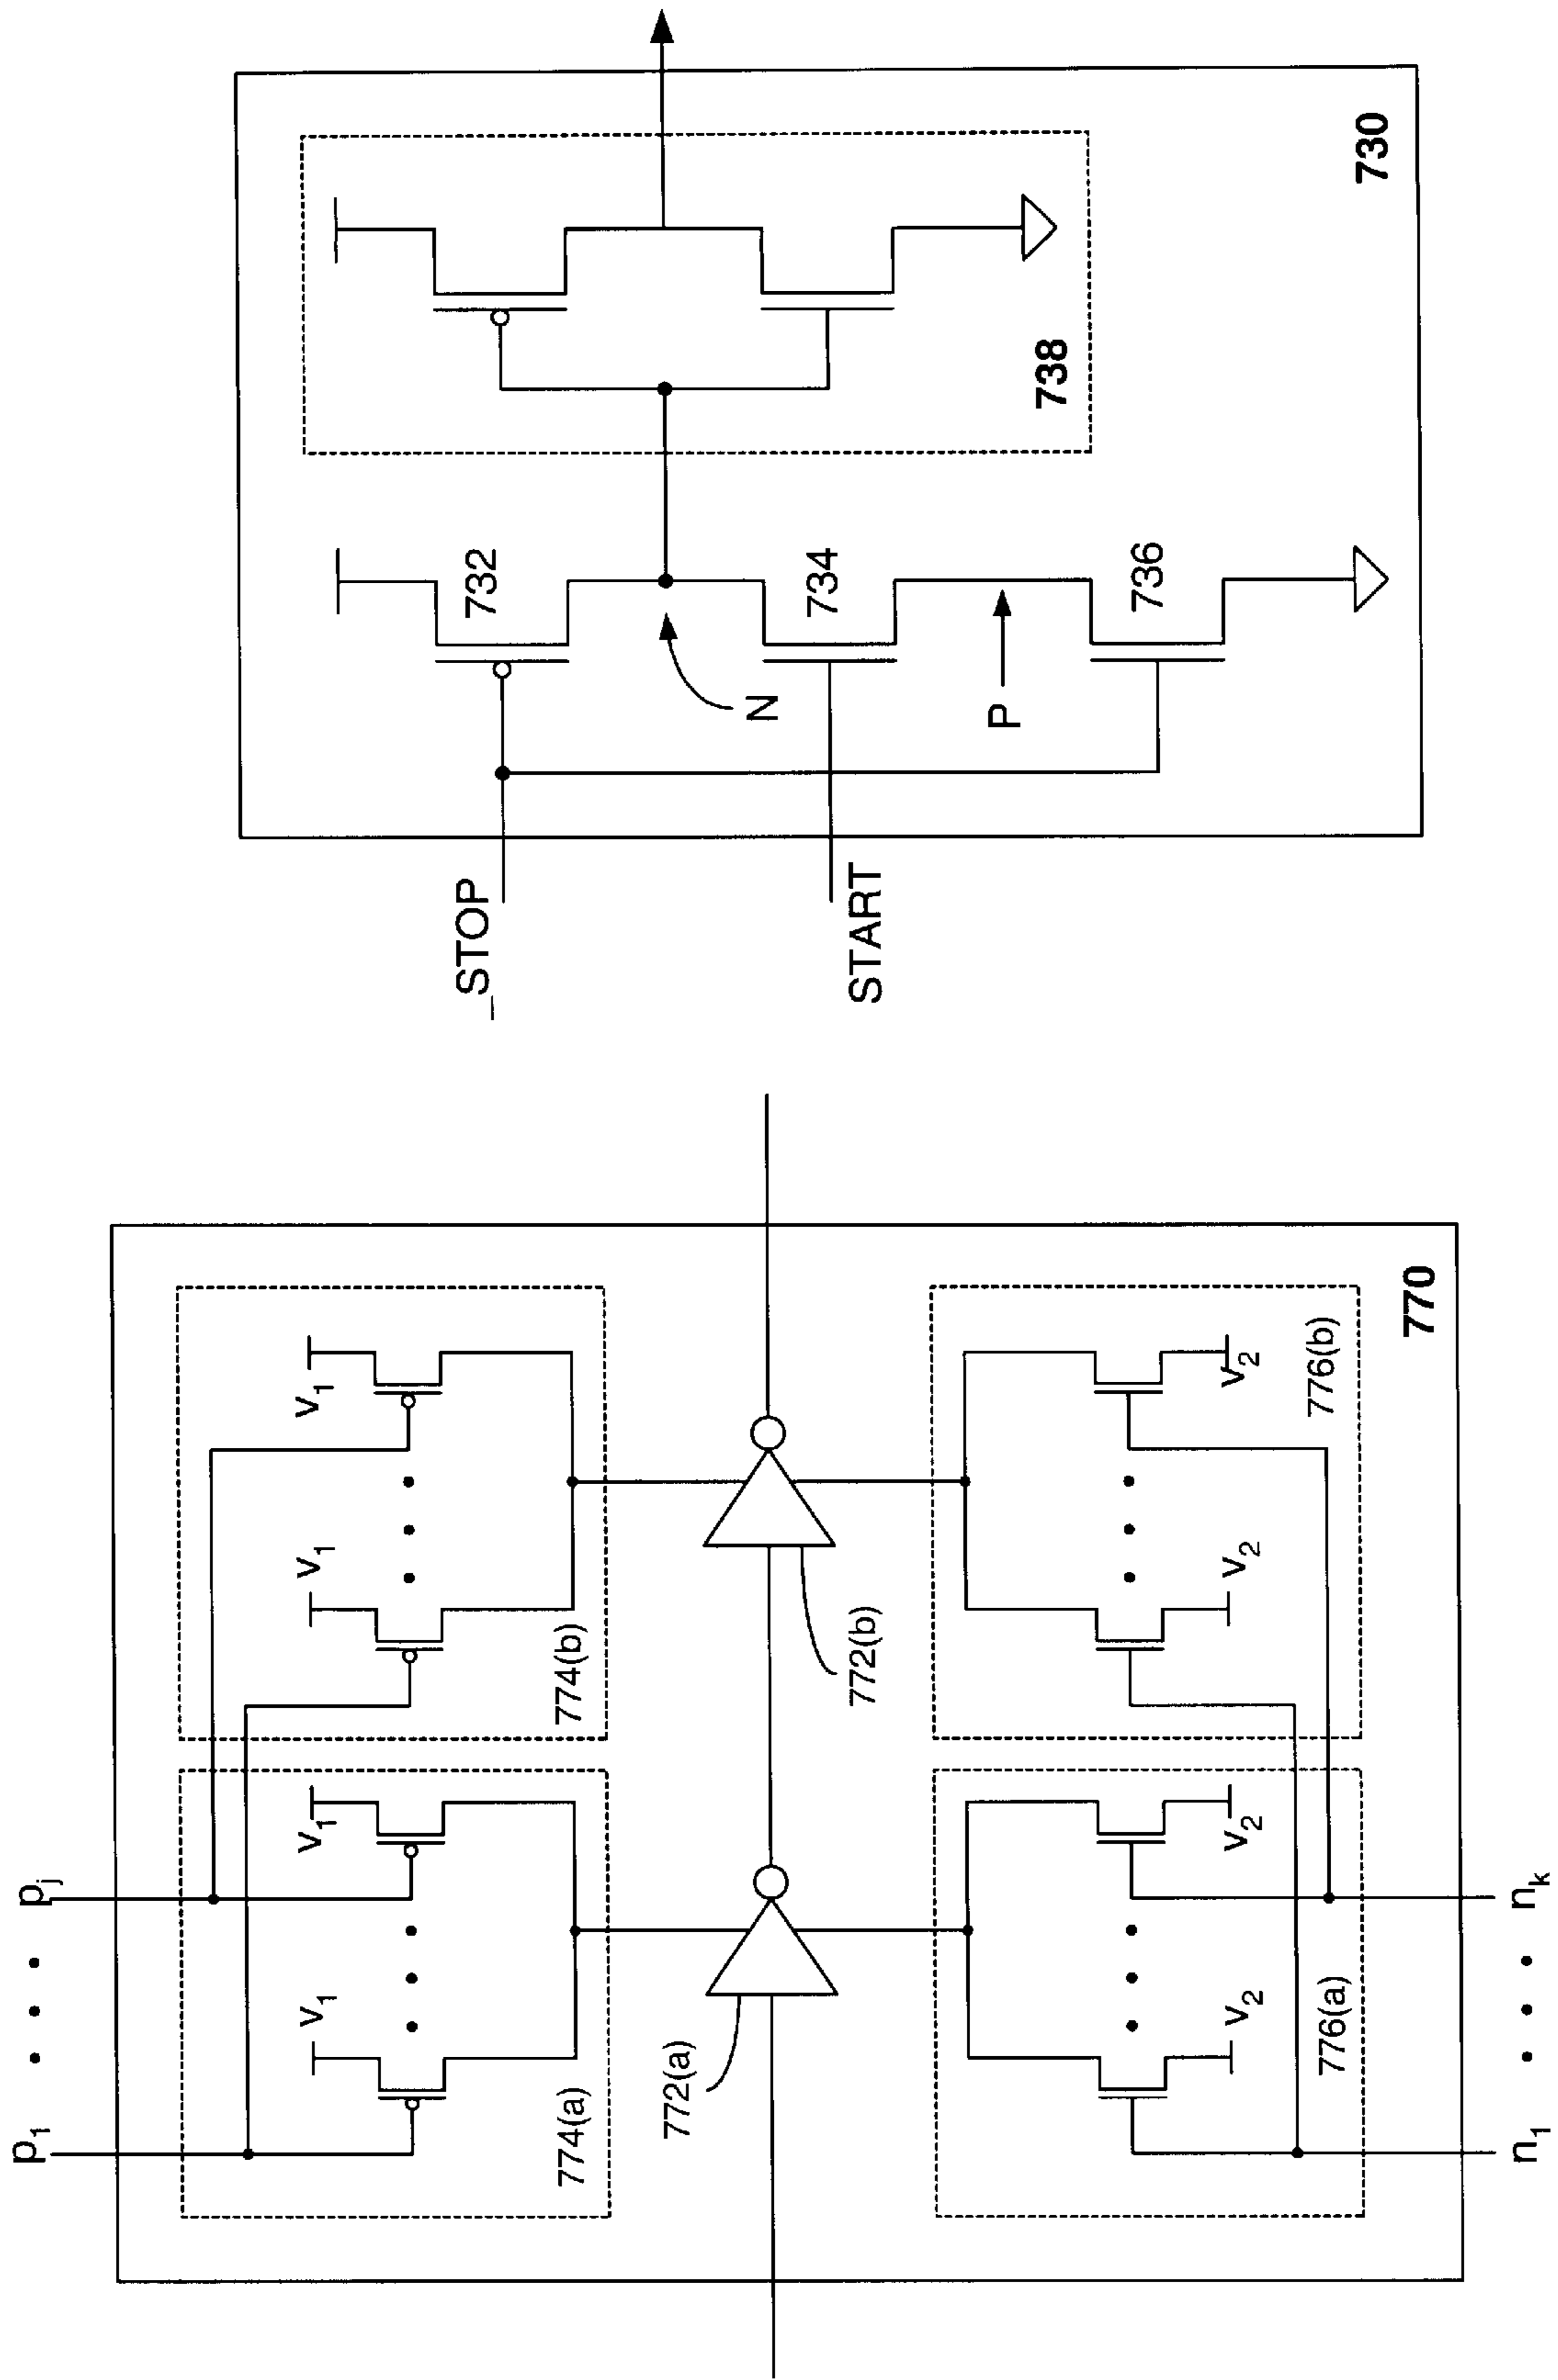 p1 • • • pj
V1
V1
V1
V1
774(a)
774(b)
772(a)
772(b)
V2
V2
V2
V2
776(a)
776(b)
770
n1 • • • nk
_STOP
START
732
N
734
P
736
738
730